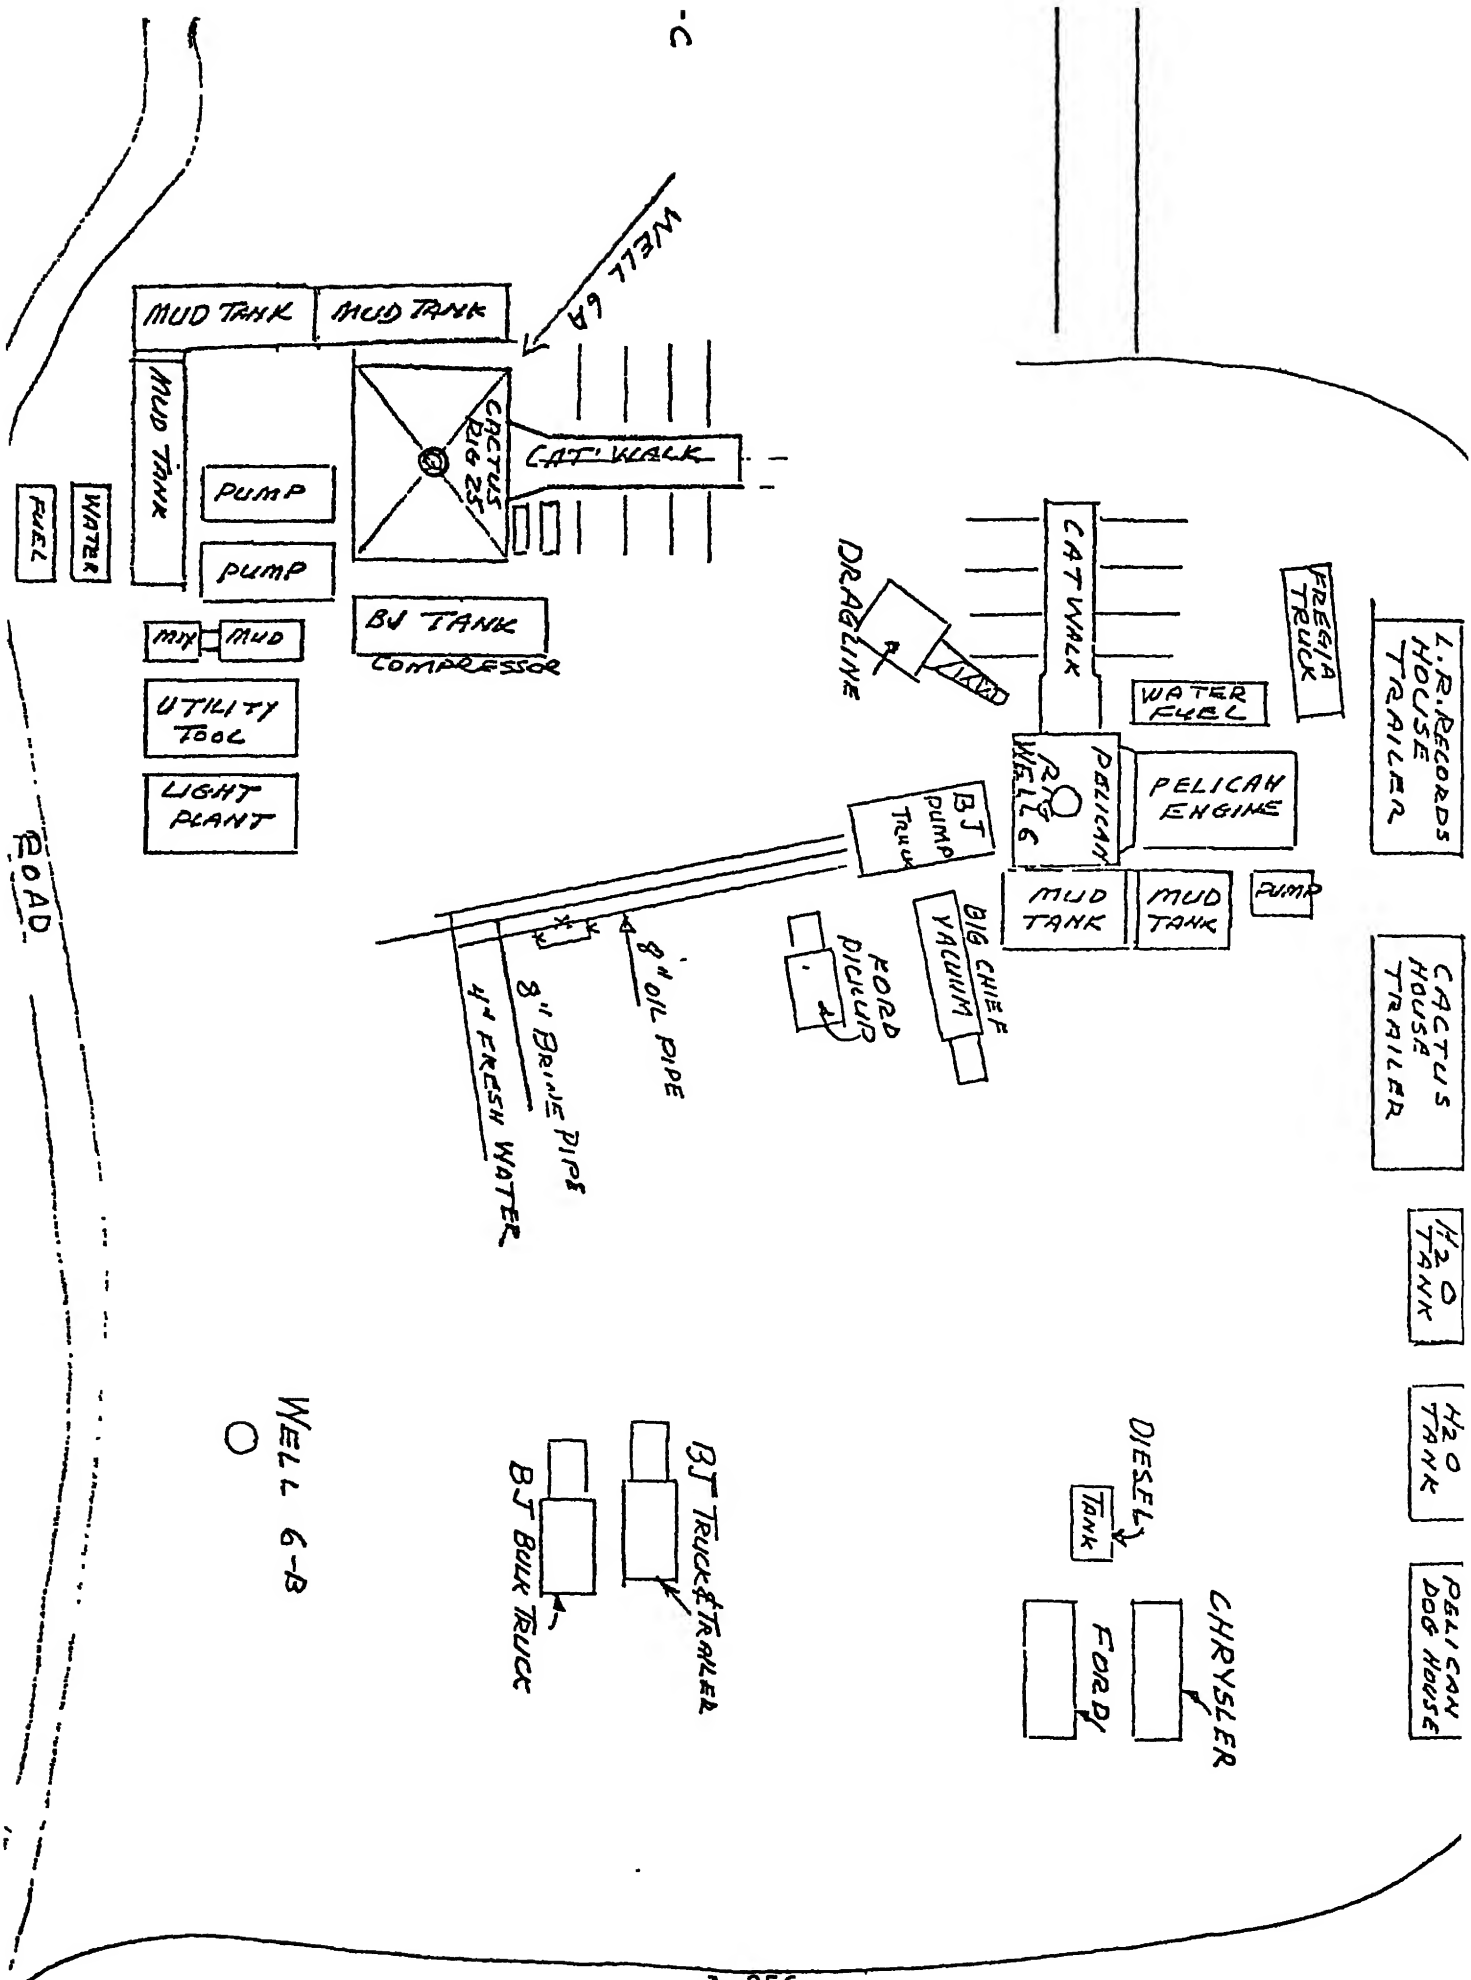 -C
WELL 6A
MUD TANK
MUD TANK
MUD TANK
CACTUS
RIG 25
CAT WALK
PUMP
PUMP
WATER
FUEL
MIX
MUD
BJ TANK
COMPRESSOR
UTILITY
TOOL
LIGHT
PLANT
ROAD
DRAGLINE
CATWALK
FREGIA
TRUCK
WATER
FUEL
L.R. RECORDS
HOUSE
TRAILER
PELICAN
RIG
WELL 6
PELICAN
ENGINE
BJ
PUMP
TRUCK
MUD
TANK
MUD
TANK
PUMP
BIG CHIEF
VACUUM
FORD
PICKUP
8" OIL PIPE
8" BRINE PIPE
4" FRESH WATER
CACTUS
HOUSE
TRAILER
H2O
TANK
H2O
TANK
PELICAN
DOG HOUSE
DIESEL
TANK
CHRYSLER
FORD
BJ TRUCK & TRAILER
BJ BULK TRUCK
WELL 6-B